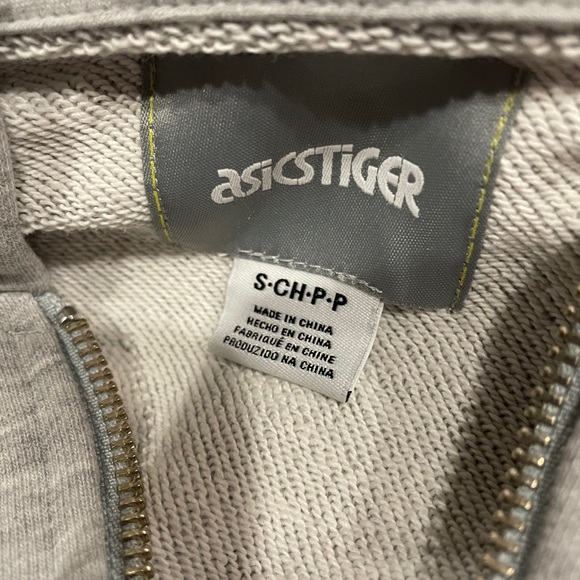 asicsTiGER
S·CH·P·P
MADE IN CHINA
HECHO EN CHINA
FABRIQUÉ EN CHINE
PRODUZIDO NA CHINA